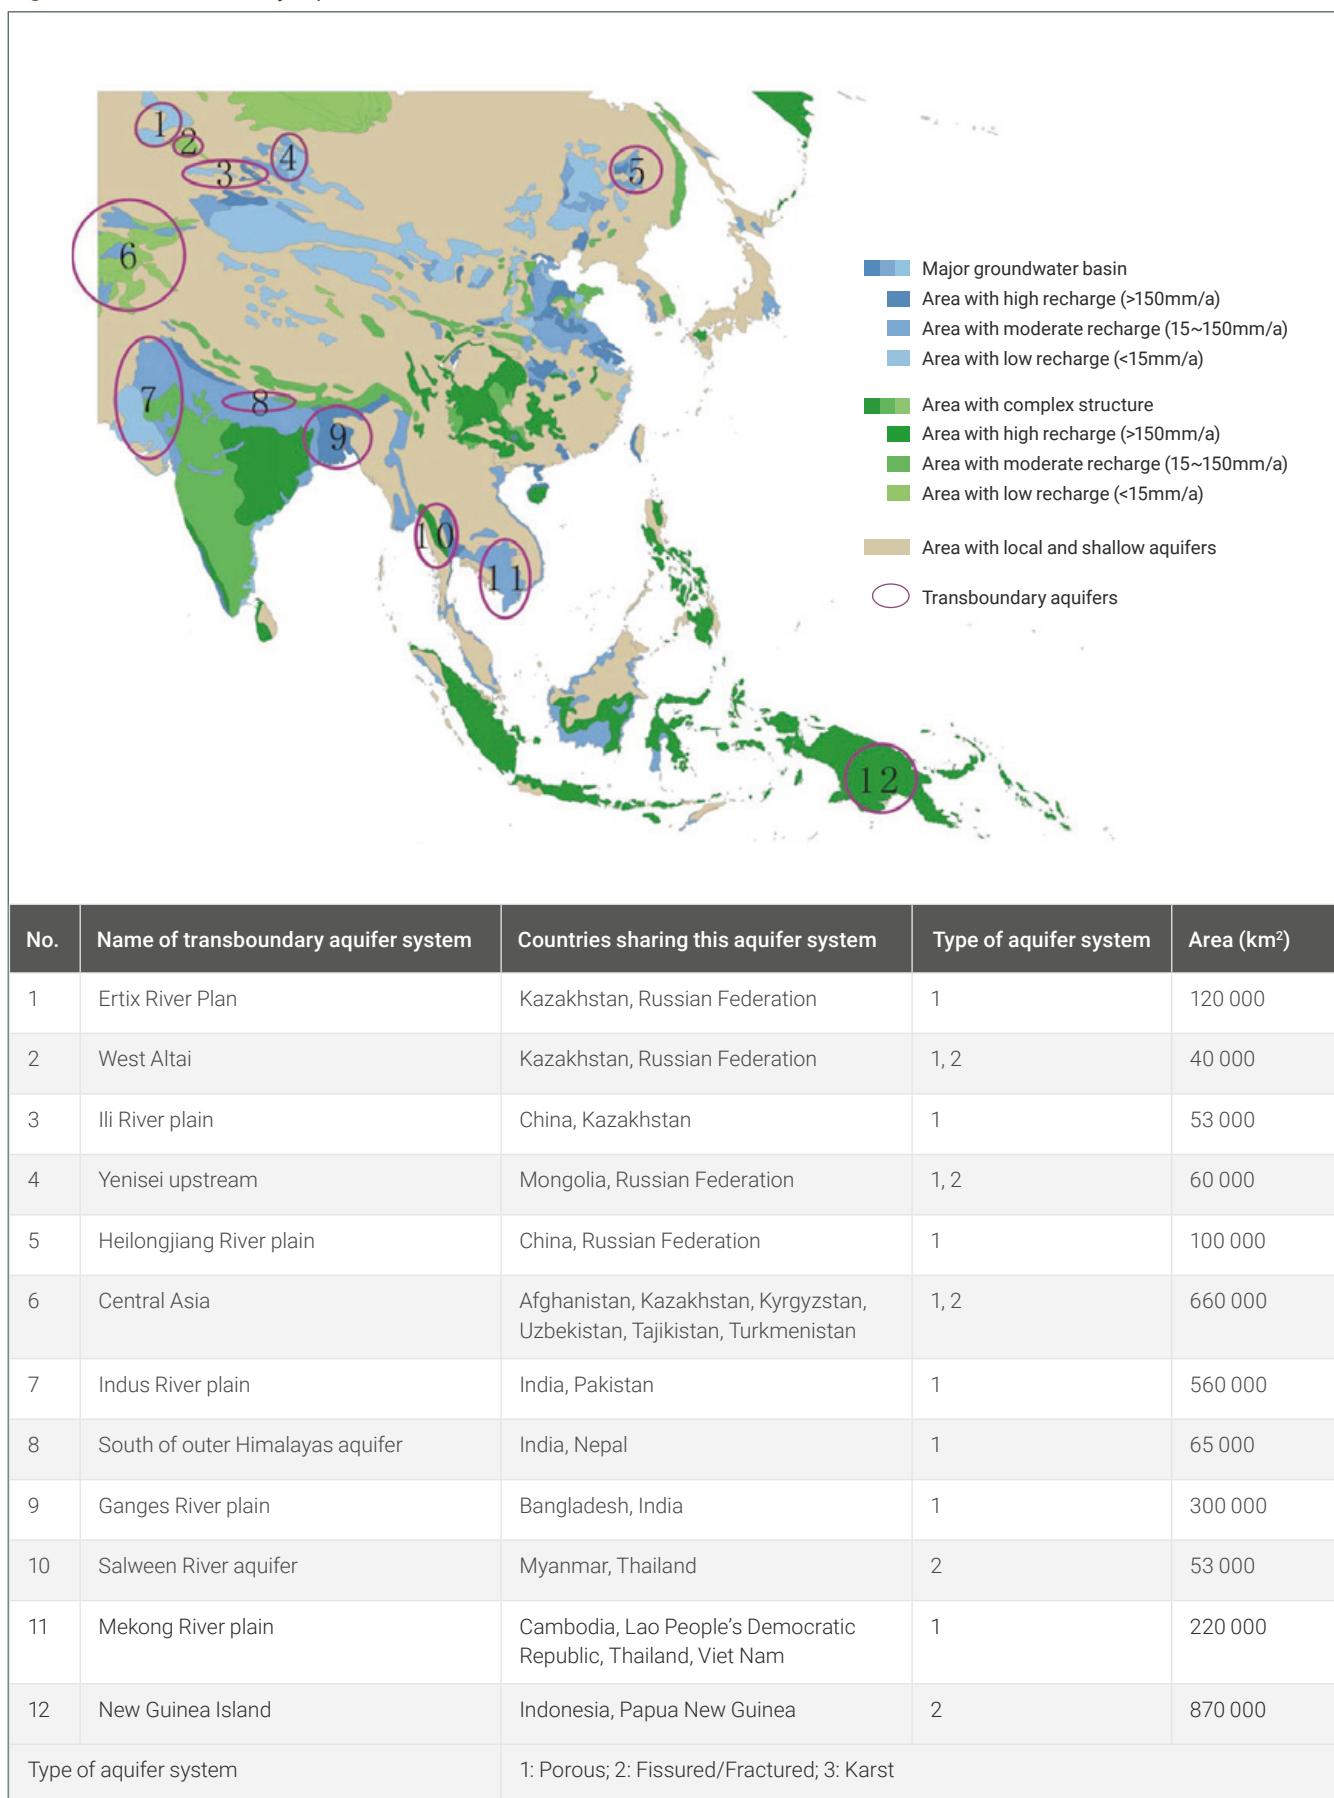 1
2
3
4
5
6
7
8
9
10
11
12
Major groundwater basin
Area with high recharge (>150mm/a)
Area with moderate recharge (15~150mm/a)
Area with low recharge (<15mm/a)
Area with complex structure
Area with high recharge (>150mm/a)
Area with moderate recharge (15~150mm/a)
Area with low recharge (<15mm/a)
Area with local and shallow aquifers
Transboundary aquifers
No. Name of transboundary aquifer system Countries sharing this aquifer system Type of aquifer system Area (km²)
1 Ertix River Plan Kazakhstan, Russian Federation 1 120 000
2 West Altai Kazakhstan, Russian Federation 1, 2 40 000
3 Ili River plain China, Kazakhstan 1 53 000
4 Yenisei upstream Mongolia, Russian Federation 1, 2 60 000
5 Heilongjiang River plain China, Russian Federation 1 100 000
6 Central Asia Afghanistan, Kazakhstan, Kyrgyzstan, 1, 2 660 000
Uzbekistan, Tajikistan, Turkmenistan
7 Indus River plain India, Pakistan 1 560 000
8 South of outer Himalayas aquifer India, Nepal 1 65 000
9 Ganges River plain Bangladesh, India 1 300 000
10 Salween River aquifer Myanmar, Thailand 2 53 000
11 Mekong River plain Cambodia, Lao People’s Democratic 1 220 000
Republic, Thailand, Viet Nam
12 New Guinea Island Indonesia, Papua New Guinea 2 870 000
Type of aquifer system 1: Porous; 2: Fissured/Fractured; 3: Karst